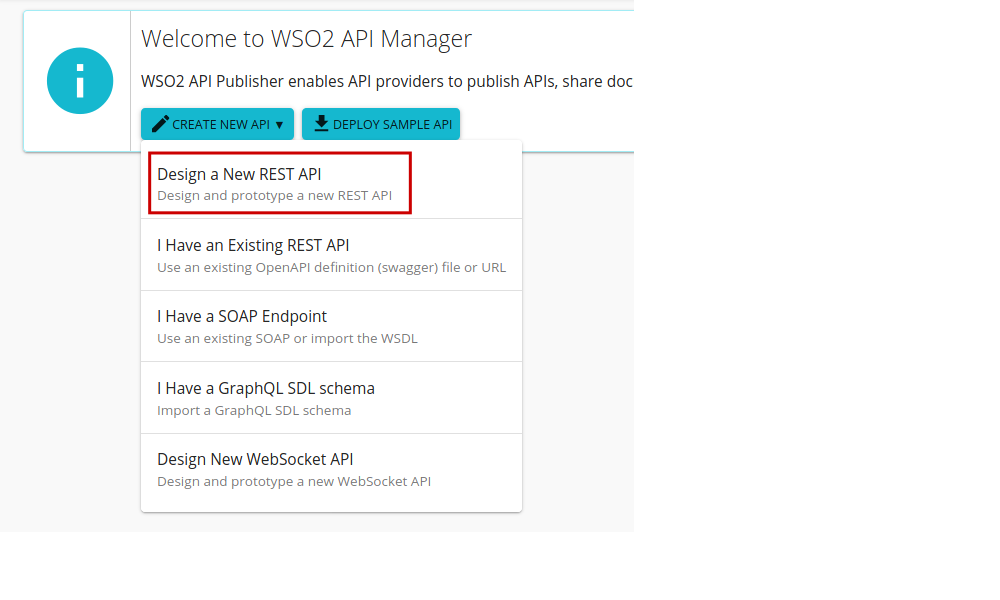 Welcome to WSO2 API Manager
WSO2 API Publisher enables API providers to publish APIs, share doc
CREATE NEW API ▼ DEPLOY SAMPLE API
Design a New REST API
Design and prototype a new REST API
I Have an Existing REST API
Use an existing OpenAPI definition (swagger) file or URL
I Have a SOAP Endpoint
Use an existing SOAP or import the WSDL
I Have a GraphQL SDL schema
Import a GraphQL SDL schema
Design New WebSocket API
Design and prototype a new WebSocket API